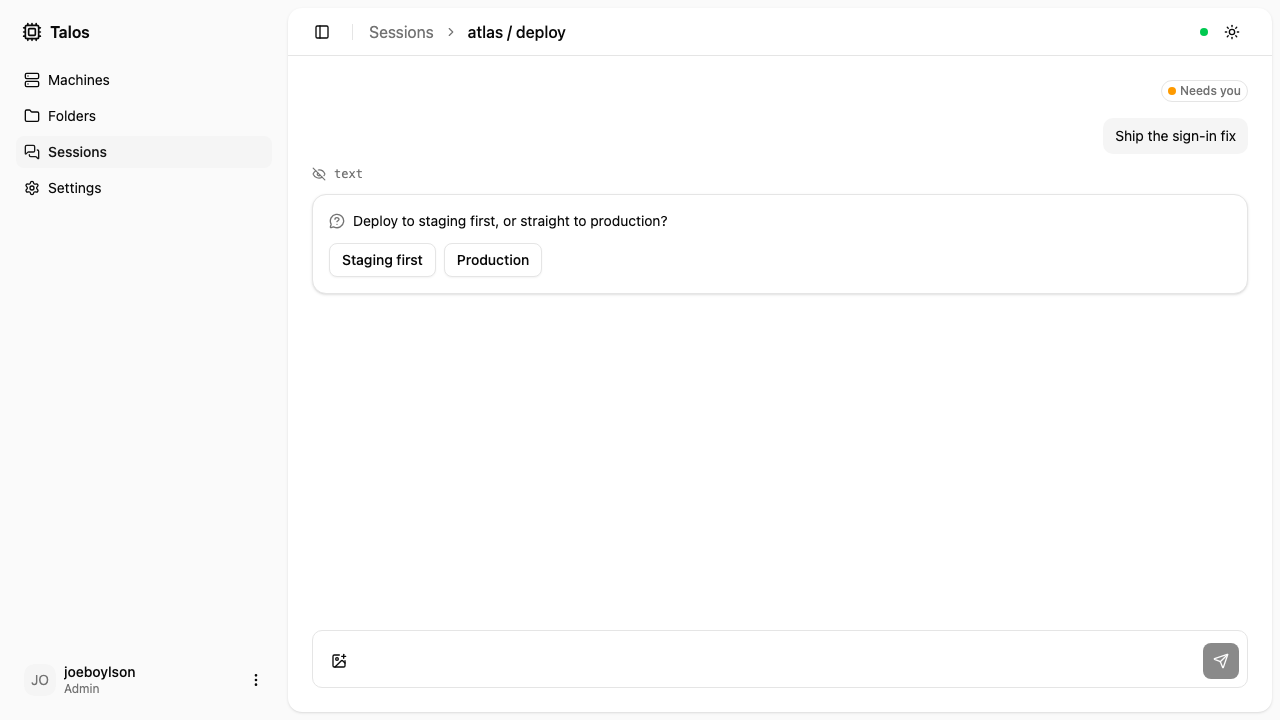 Talos
Machines
Folders
Sessions
Settings
JO
joeboylson
Admin
Sessions > atlas / deploy
Needs you
Ship the sign-in fix
text
Deploy to staging first, or straight to production?
Staging first
Production